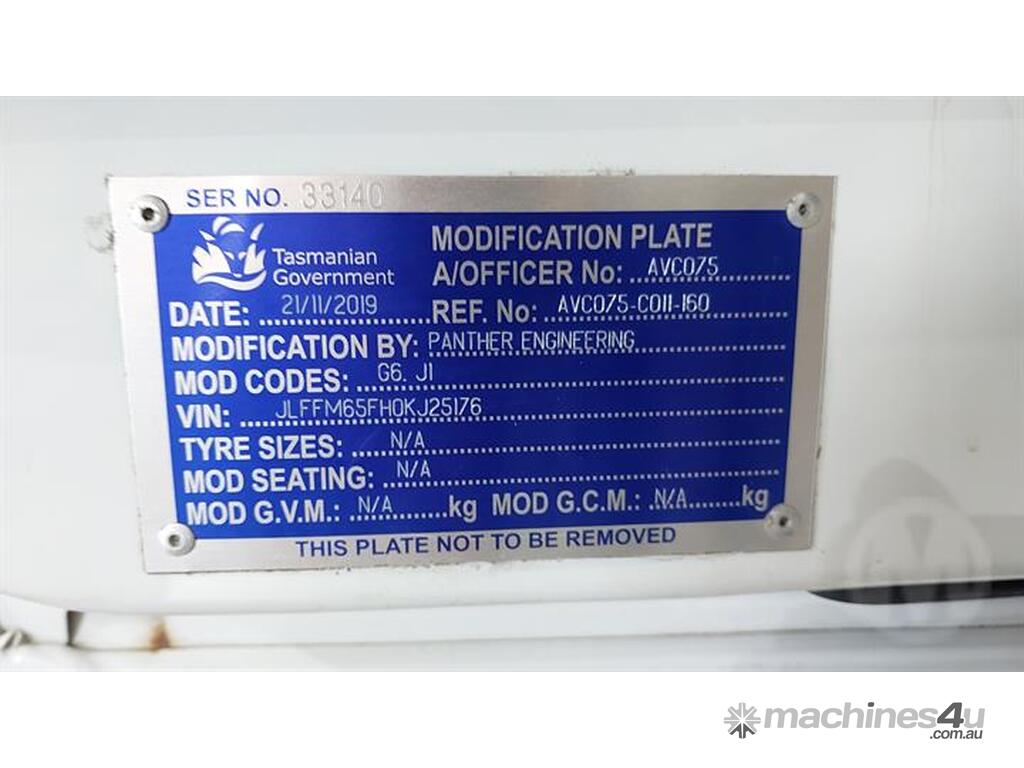 SER NO. 33140
Tasmanian
Government
MODIFICATION PLATE
A/OFFICER No: AVC075
DATE: 21/11/2019 REF. No: AVC075-C011-160
MODIFICATION BY: PANTHER ENGINEERING
MOD CODES: G6. J1
VIN: JLFFM65FH0KJ25176
TYRE SIZES: N/A
MOD SEATING: N/A
MOD G.V.M.: N/A kg MOD G.C.M.: N/A kg
THIS PLATE NOT TO BE REMOVED
machines4u
.com.au